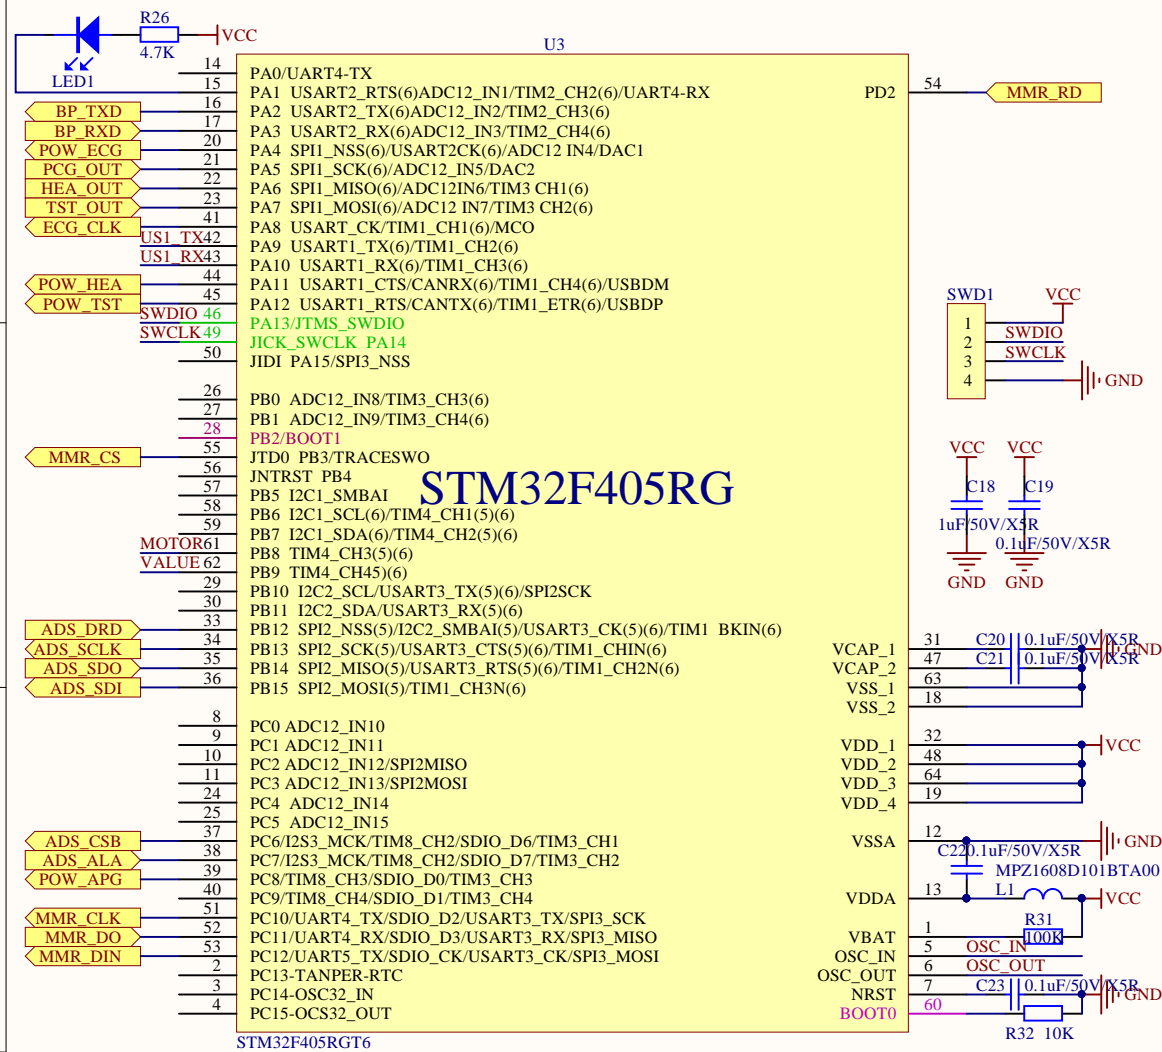 R26
VCC
4.7K
LED1
U3
14 PA0/UART4-TX
15 PA1 USART2_RTS(6)ADC12_IN1/TIM2_CH2(6)/UART4-RX
PD2 54 MMR_RD
BP_TXD 16 PA2 USART2_TX(6)ADC12_IN2/TIM2_CH3(6)
BP_RXD 17 PA3 USART2_RX(6)ADC12_IN3/TIM2_CH4(6)
POW_ECG 20 PA4 SPI1_NSS(6)/USART2CK(6)/ADC12 IN4/DAC1
PCG_OUT 21 PA5 SPI1_SCK(6)/ADC12_IN5/DAC2
HEA_OUT 22 PA6 SPI1_MISO(6)/ADC12IN6/TIM3 CH1(6)
TST_OUT 23 PA7 SPI1_MOSI(6)/ADC12 IN7/TIM3 CH2(6)
ECG_CLK 41 PA8 USART_CK/TIM1_CH1(6)/MCO
US1_TX 42 PA9 USART1_TX(6)/TIM1_CH2(6)
US1_RX 43 PA10 USART1_RX(6)/TIM1_CH3(6)
POW_HEA 44 PA11 USART1_CTS/CANRX(6)/TIM1_CH4(6)/USBDM
POW_TST 45 PA12 USART1_RTS/CANTX(6)/TIM1_ETR(6)/USBDP
SWDIO 46 PA13/JTMS_SWDIO
SWCLK 49 JICK_SWCLK PA14
50 JIDI PA15/SPI3_NSS
SWD1
VCC
1
2 SWDIO
3 SWCLK
4 GND
26 PB0 ADC12_IN8/TIM3_CH3(6)
27 PB1 ADC12_IN9/TIM3_CH4(6)
28 PB2/BOOT1
MMR_CS 55 JTD0 PB3/TRACESWO
56 JNTRST PB4
57 PB5 I2C1_SMBAI
58 PB6 I2C1_SCL(6)/TIM4_CH1(5)(6)
59 PB7 I2C1_SDA(6)/TIM4_CH2(5)(6)
MOTOR 61 PB8 TIM4_CH3(5)(6)
VALUE 62 PB9 TIM4_CH45)(6)
29 PB10 I2C2_SCL/USART3_TX(5)(6)/SPI2SCK
30 PB11 I2C2_SDA/USART3_RX(5)(6)
STM32F405RG
VCC VCC
C18 C19
1uF/50V/X5R
0.1uF/50V/X5R
GND GND
ADS_DRD 33 PB12 SPI2_NSS(5)/I2C2_SMBAI(5)/USART3_CK(5)(6)/TIM1 BKIN(6)
ADS_SCLK 34 PB13 SPI2_SCK(5)/USART3_CTS(5)(6)/TIM1_CHIN(6)
ADS_SDO 35 PB14 SPI2_MISO(5)/USART3_RTS(5)(6)/TIM1_CH2N(6)
ADS_SDI 36 PB15 SPI2_MOSI(5)/TIM1_CH3N(6)
VCAP_1 31 C20 0.1uF/50V/X5R GND
VCAP_2 47 C21 0.1uF/50V/X5R
VSS_1 63
VSS_2 18
8 PC0 ADC12_IN10
9 PC1 ADC12_IN11
10 PC2 ADC12_IN12/SPI2MISO
11 PC3 ADC12_IN13/SPI2MOSI
24 PC4 ADC12_IN14
25 PC5 ADC12_IN15
VDD_1 32 VCC
VDD_2 48
VDD_3 64
VDD_4 19
ADS_CSB 37 PC6/I2S3_MCK/TIM8_CH2/SDIO_D6/TIM3_CH1
ADS_ALA 38 PC7/I2S3_MCK/TIM8_CH2/SDIO_D7/TIM3_CH2
POW_APG 39 PC8/TIM8_CH3/SDIO_D0/TIM3_CH3
40 PC9/TIM8_CH4/SDIO_D1/TIM3_CH4
MMR_CLK 51 PC10/UART4_TX/SDIO_D2/USART3_TX/SPI3_SCK
MMR_DO 52 PC11/UART4_RX/SDIO_D3/USART3_RX/SPI3_MISO
MMR_DIN 53 PC12/UART5_TX/SDIO_CK/USART3_CK/SPI3_MOSI
2 PC13-TANPER-RTC
3 PC14-OSC32_IN
4 PC15-OCS32_OUT
VSSA 12 GND
C22 0.1uF/50V/X5R
MPZ1608D101BTA00
VDDA 13 L1 VCC
R31
VBAT 1 100K
OSC_IN 5 OSC_IN
OSC_OUT 6 OSC_OUT
NRST 7 C23 0.1uF/50V/X5R GND
BOOT0 60
R32 10K
STM32F405RGT6